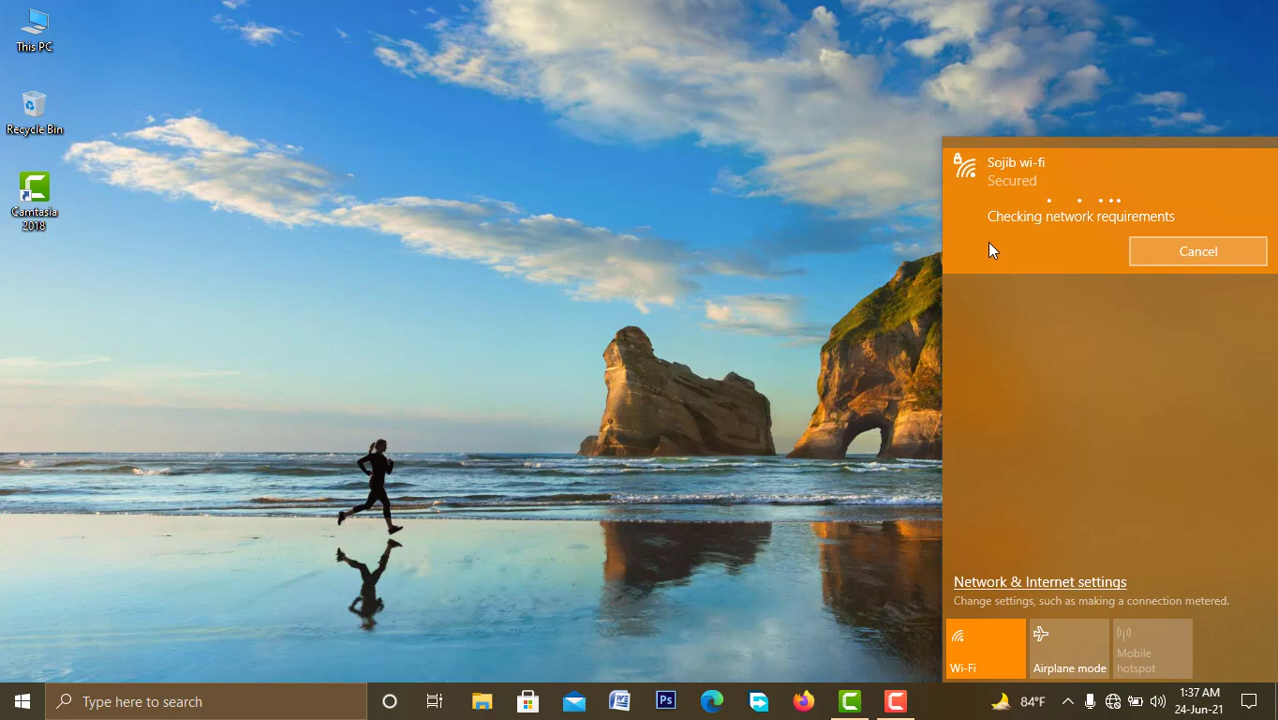 This PC
Recycle Bin
Camtasia
2018
Sojib wi-fi
Secured
Checking network requirements
Cancel
Network & Internet settings
Change settings, such as making a connection metered.
Wi-Fi
Airplane mode
Mobile
hotspot
Type here to search
W
Ps
84°F
1:37 AM
24-Jun-21